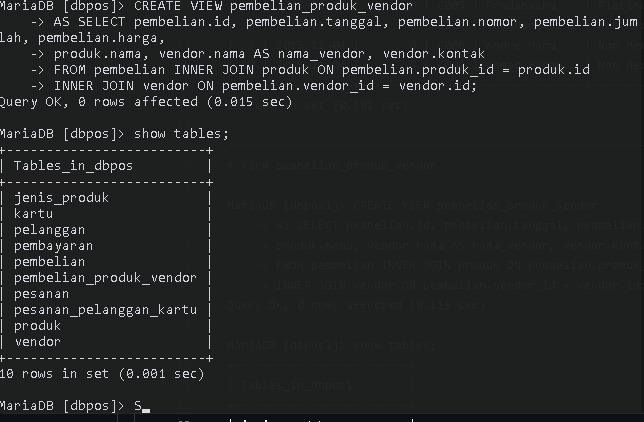 MariaDB [dbpos]> CREATE VIEW pembelian_produk_vendor
    -> AS SELECT pembelian.id, pembelian.tanggal, pembelian.nomor, pembelian.jum
lah, pembelian.harga,
    -> produk.nama, vendor.nama AS nama_vendor, vendor.kontak
    -> FROM pembelian INNER JOIN produk ON pembelian.produk_id = produk.id
    -> INNER JOIN vendor ON pembelian.vendor_id = vendor.id;
Query OK, 0 rows affected (0.015 sec)
MariaDB [dbpos]> show tables;
+-------------------------+
| Tables_in_dbpos         |
+-------------------------+
| jenis_produk            |
| kartu                   |
| pelanggan               |
| pembayaran              |
| pembelian               |
| pembelian_produk_vendor |
| pesanan                 |
| pesanan_pelanggan_kartu |
| produk                  |
| vendor                  |
+-------------------------+
10 rows in set (0.001 sec)
MariaDB [dbpos]> S_